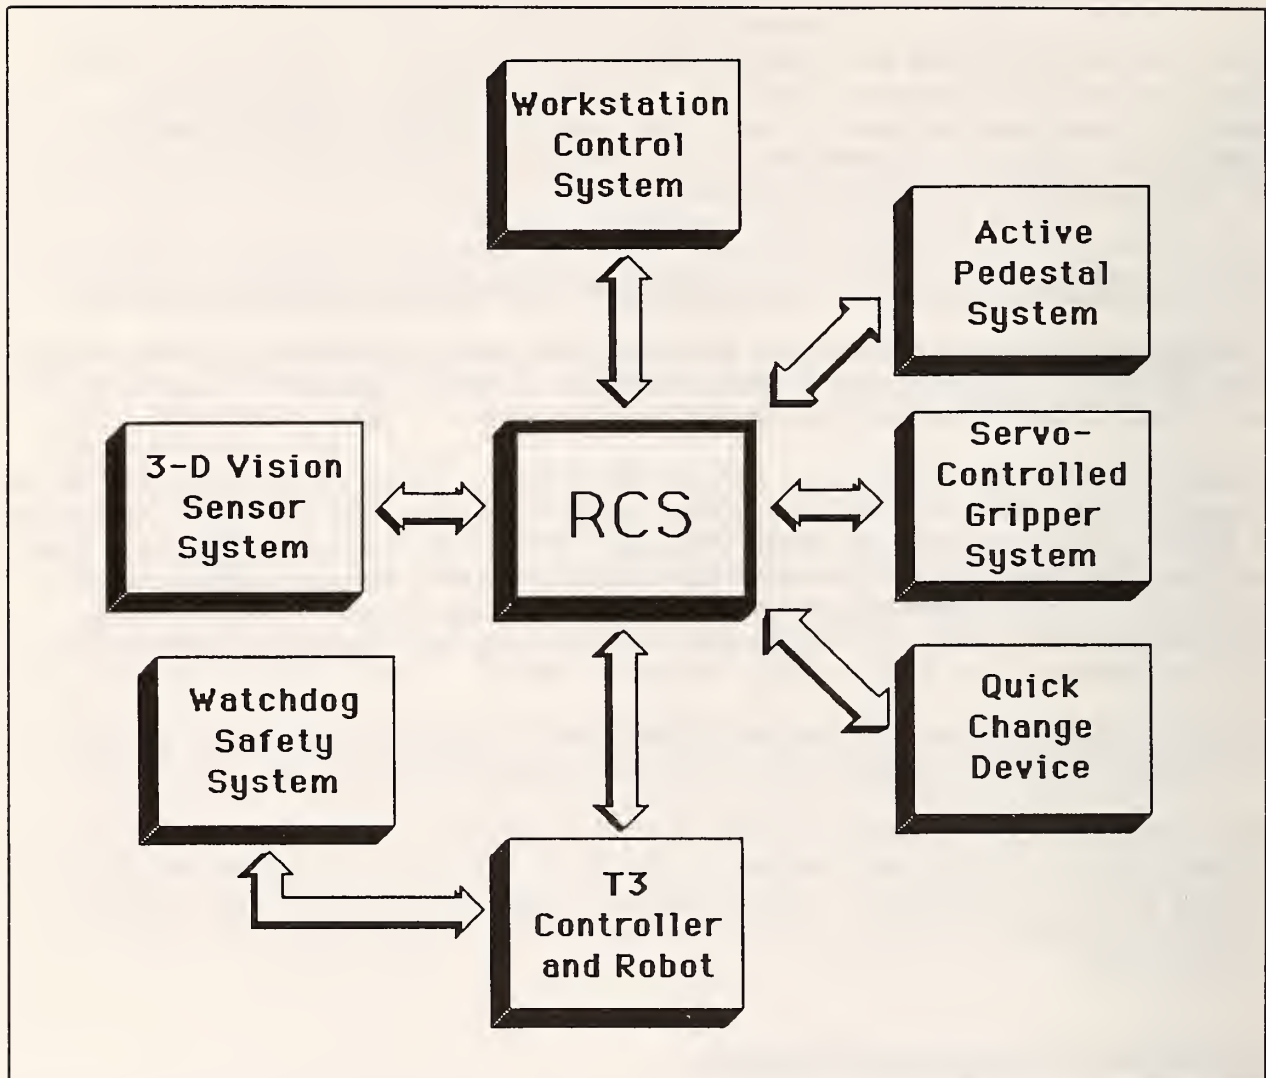 Workstation
Control
System
Active
Pedestal
System
3-D Vision
Sensor
System
RCS
Servo-
Controlled
Gripper
System
Watchdog
Safety
System
Quick
Change
Device
T3
Controller
and Robot